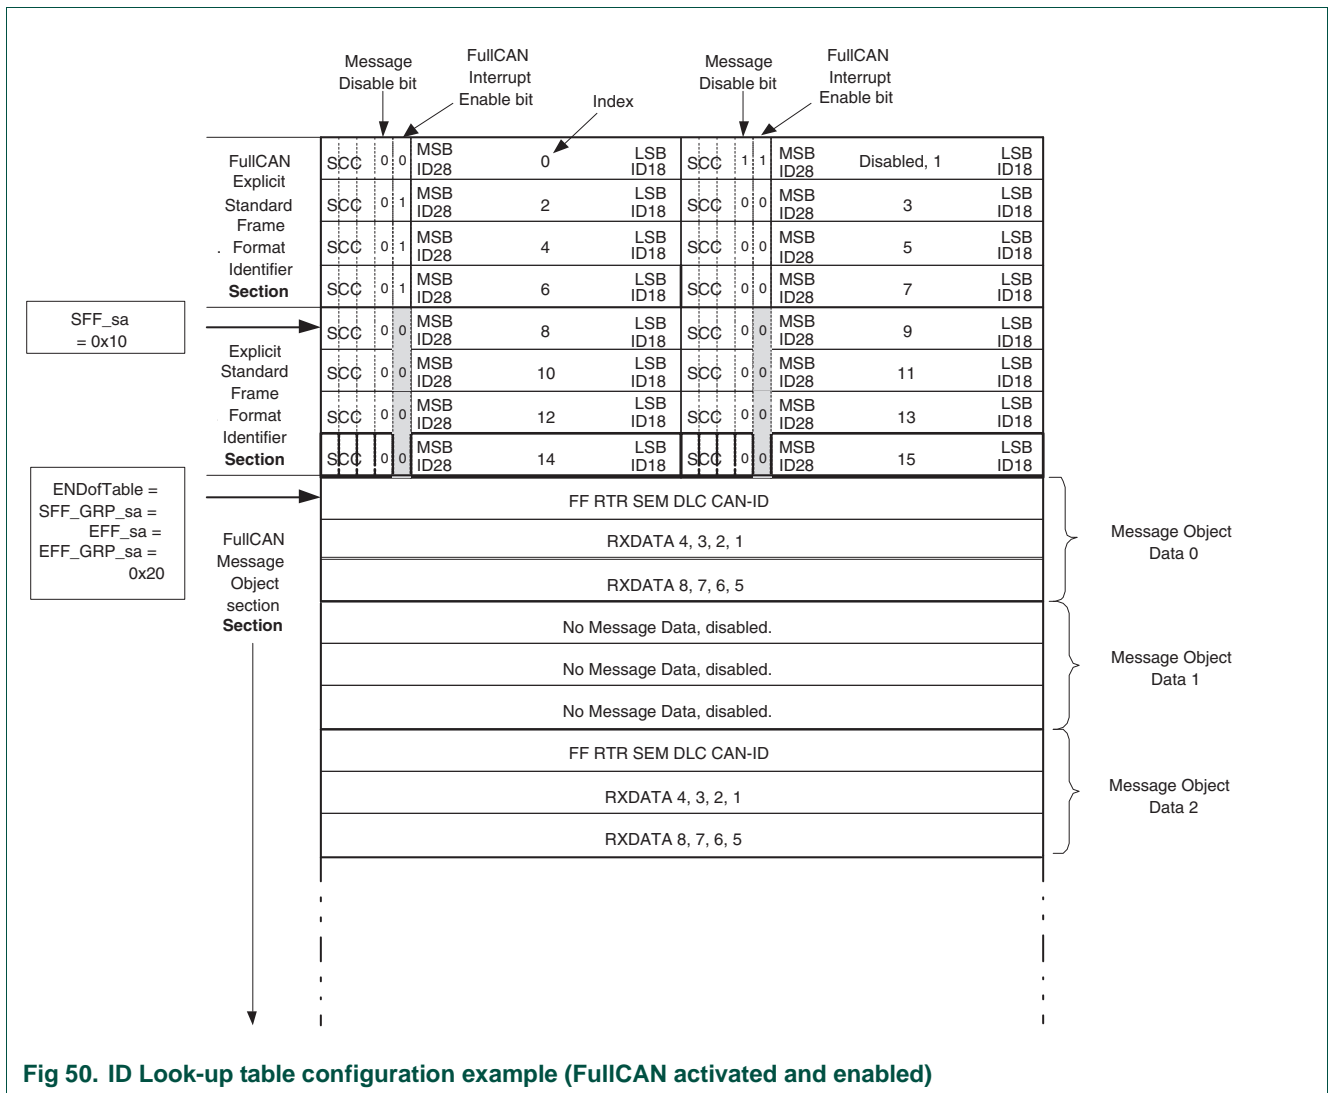 Message
Disable bit
FullCAN
Interrupt
Enable bit
Index
Message
Disable bit
FullCAN
Interrupt
Enable bit
FullCAN
Explicit
Standard
Frame
. Format
Identifier
Section
SCC 0 0 MSB ID28 0 LSB ID18 SCC 1 1 MSB ID28 Disabled, 1 LSB ID18
SCC 0 1 MSB ID28 2 LSB ID18 SCC 0 0 MSB ID28 3 LSB ID18
SCC 0 1 MSB ID28 4 LSB ID18 SCC 0 0 MSB ID28 5 LSB ID18
SCC 0 1 MSB ID28 6 LSB ID18 SCC 0 0 MSB ID28 7 LSB ID18
SFF_sa
= 0x10
Explicit
Standard
Frame
Format
Identifier
Section
SCC 0 0 MSB ID28 8 LSB ID18 SCC 0 0 MSB ID28 9 LSB ID18
SCC 0 0 MSB ID28 10 LSB ID18 SCC 0 0 MSB ID28 11 LSB ID18
SCC 0 0 MSB ID28 12 LSB ID18 SCC 0 0 MSB ID28 13 LSB ID18
SCC 0 0 MSB ID28 14 LSB ID18 SCC 0 0 MSB ID28 15 LSB ID18
ENDofTable =
SFF_GRP_sa =
EFF_sa =
EFF_GRP_sa =
0x20
FullCAN
Message
Object
section
Section
FF RTR SEM DLC CAN-ID
RXDATA 4, 3, 2, 1
RXDATA 8, 7, 6, 5
Message Object
Data 0
No Message Data, disabled.
No Message Data, disabled.
No Message Data, disabled.
Message Object
Data 1
FF RTR SEM DLC CAN-ID
RXDATA 4, 3, 2, 1
RXDATA 8, 7, 6, 5
Message Object
Data 2
Fig 50. ID Look-up table configuration example (FullCAN activated and enabled)